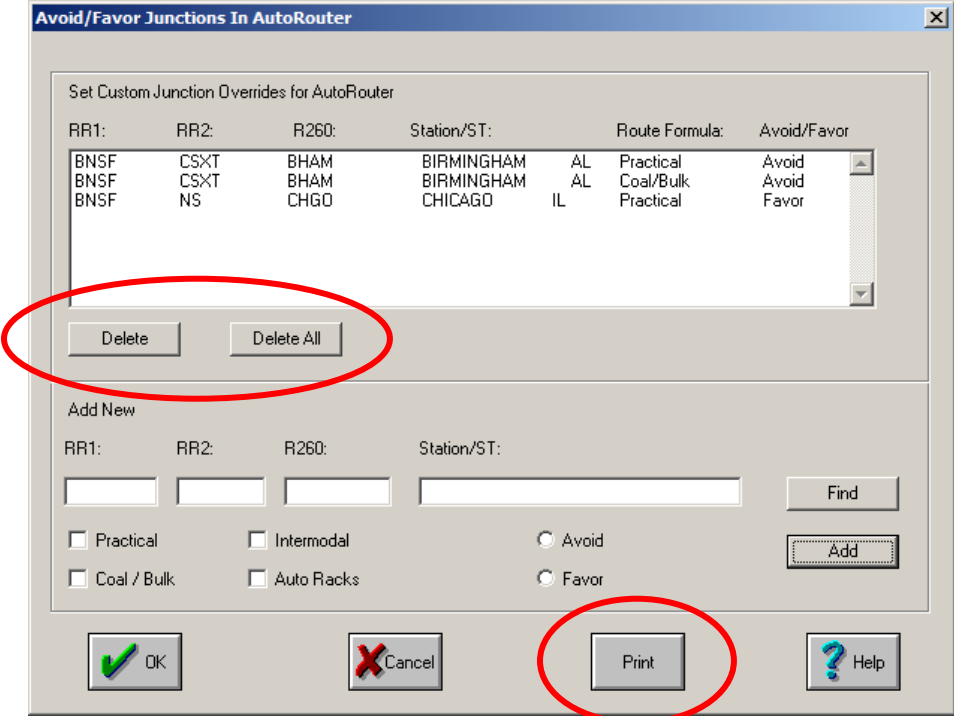 Avoid/Favor Junctions In AutoRouter
Set Custom Junction Overrides for AutoRouter
RR1: RR2: R260: Station/ST: Route Formula: Avoid/Favor
BNSF CSXT BHAM BIRMINGHAM AL Practical Avoid
BNSF CSXT BHAM BIRMINGHAM AL Coal/Bulk Avoid
BNSF NS CHGO CHICAGO IL Practical Favor
Delete Delete All
Add New
RR1: RR2: R260: Station/ST:
Find
Practical Intermodal Avoid
Add
Coal / Bulk Auto Racks Favor
OK Cancel Print Help